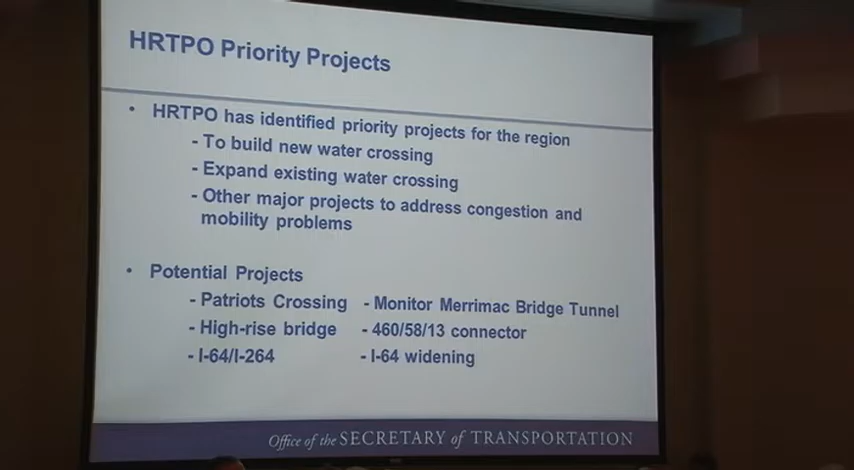 HRTPO Priority Projects
• HRTPO has identified priority projects for the region
- To build new water crossing
- Expand existing water crossing
- Other major projects to address congestion and
mobility problems
• Potential Projects
- Patriots Crossing - Monitor Merrimac Bridge Tunnel
- High-rise bridge - 460/58/13 connector
- I-64/I-264 - I-64 widening
Office of the SECRETARY of TRANSPORTATION